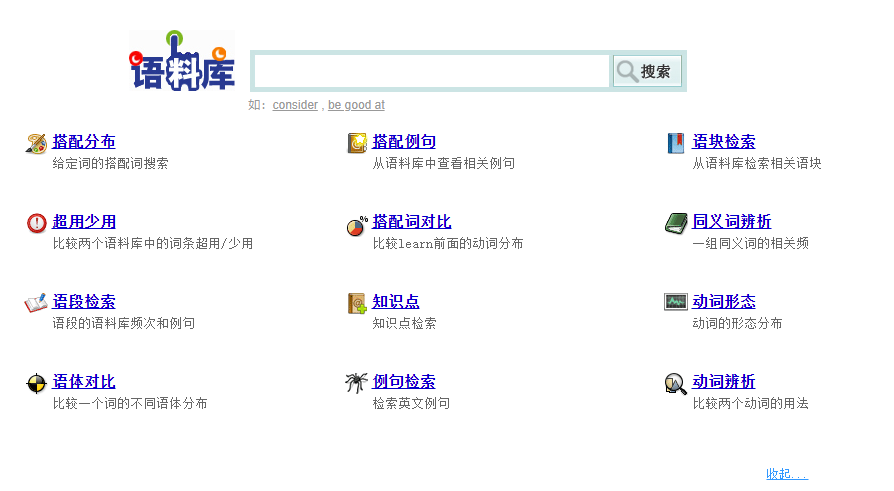 语料库
搜索
如：consider , be good at
搭配分布
给定词的搭配词搜索
搭配例句
从语料库中查看相关例句
语块检索
从语料库检索相关语块
超用少用
比较两个语料库中的词条超用/少用
%
搭配词对比
比较learn前面的动词分布
同义词辨析
一组同义词的相关频
语段检索
语段的语料库频次和例句
知识点
知识点检索
动词形态
动词的形态分布
语体对比
比较一个词的不同语体分布
例句检索
检索英文例句
动词辨析
比较两个动词的用法
收起...